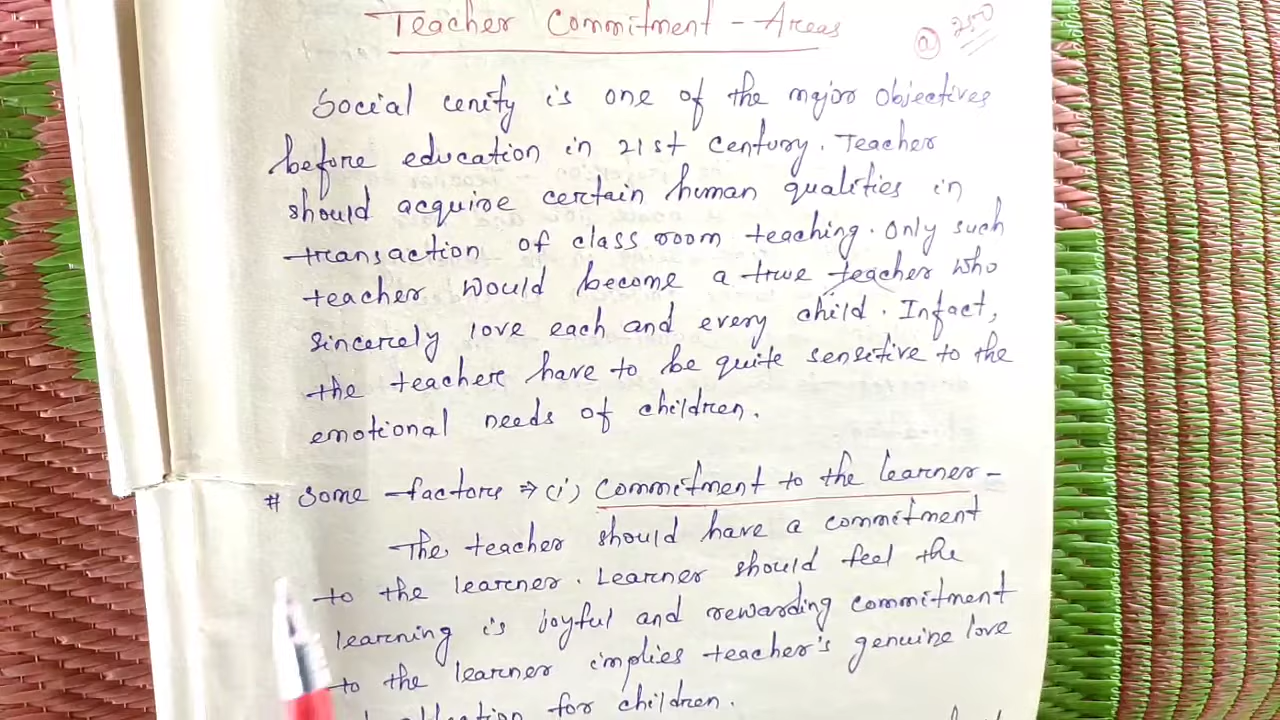 Teacher Commitment - Areas
(a) 250
Social cenity is one of the major objectives
before education in 21st century. Teacher
should acquire certain human qualities in
transaction of class room teaching. Only such
teacher would become a true teacher who
sincerely love each and every child. Infact,
the teachers have to be quite sensitive to the
emotional needs of children.
# Some factors ⇒ (i) Commitment to the learner -
The teacher should have a commitment
to the learner. Learner should feel the
learning is joyful and rewarding commitment
to the learner implies teacher's genuine love
for children.